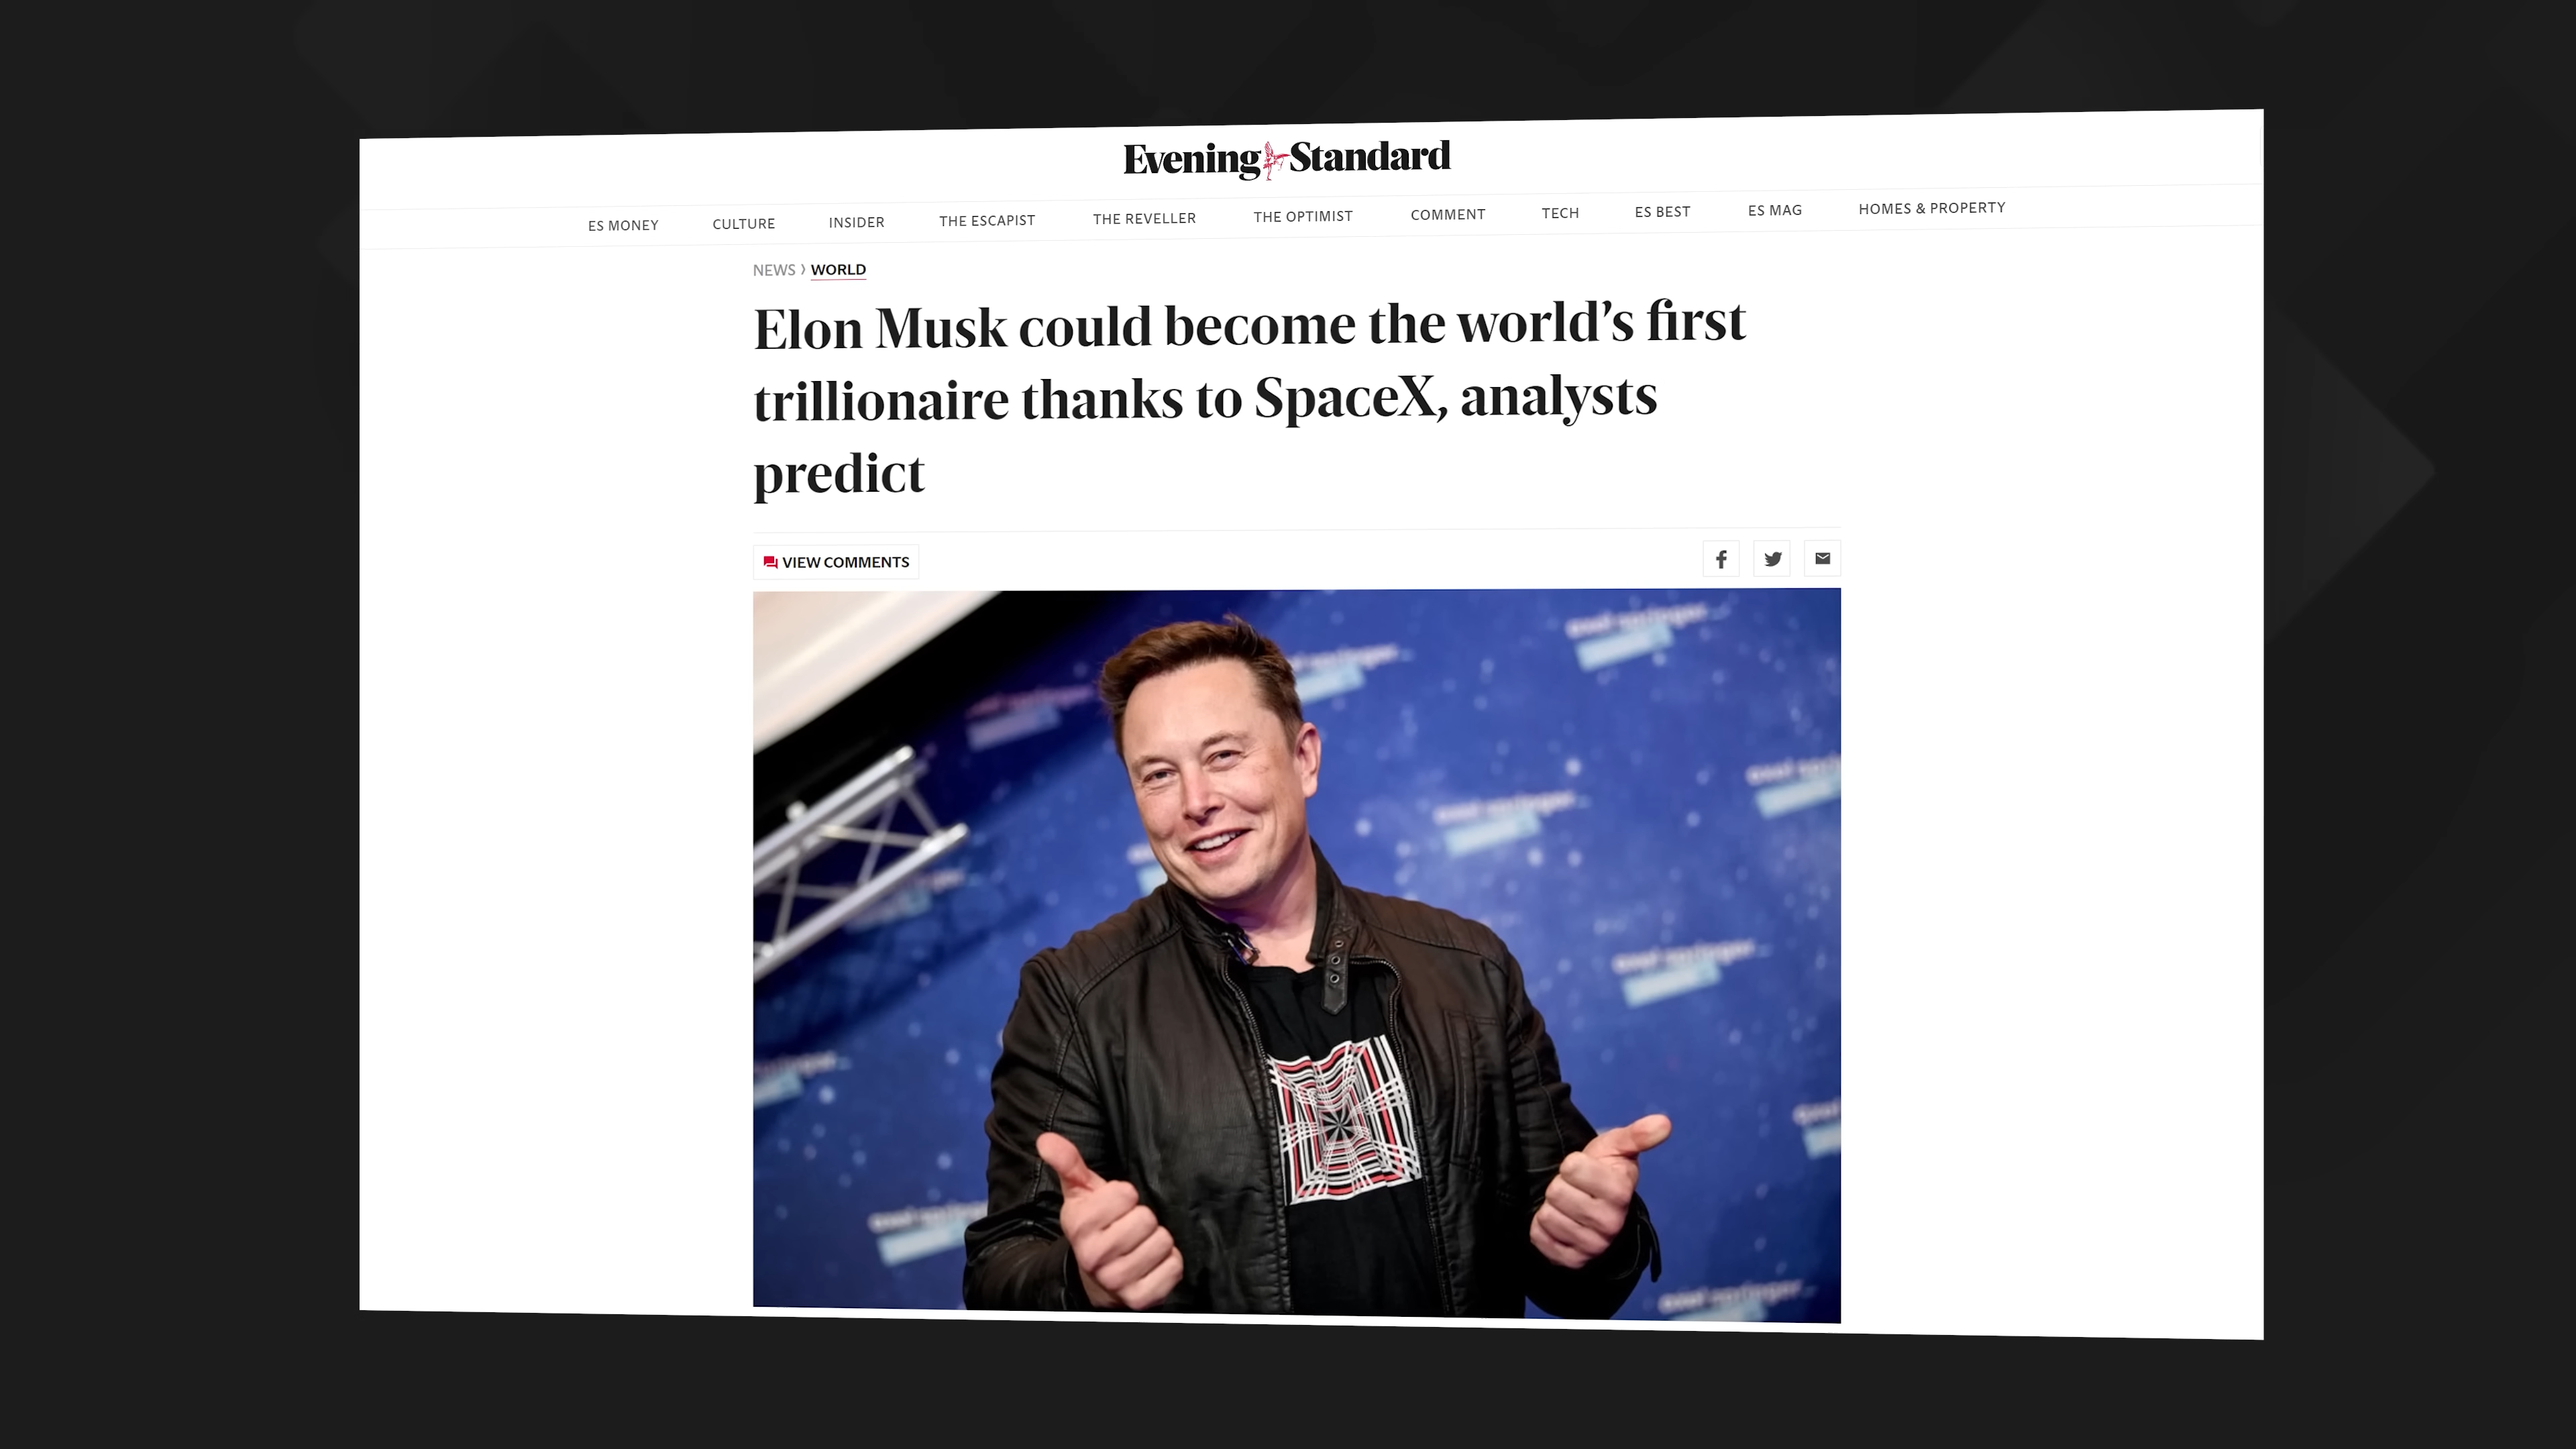 Evening Standard
ES MONEY CULTURE INSIDER THE ESCAPIST THE REVELLER THE OPTIMIST COMMENT TECH ES BEST ES MAG HOMES & PROPERTY
NEWS › WORLD
Elon Musk could become the world’s first
trillionaire thanks to SpaceX, analysts
predict
VIEW COMMENTS